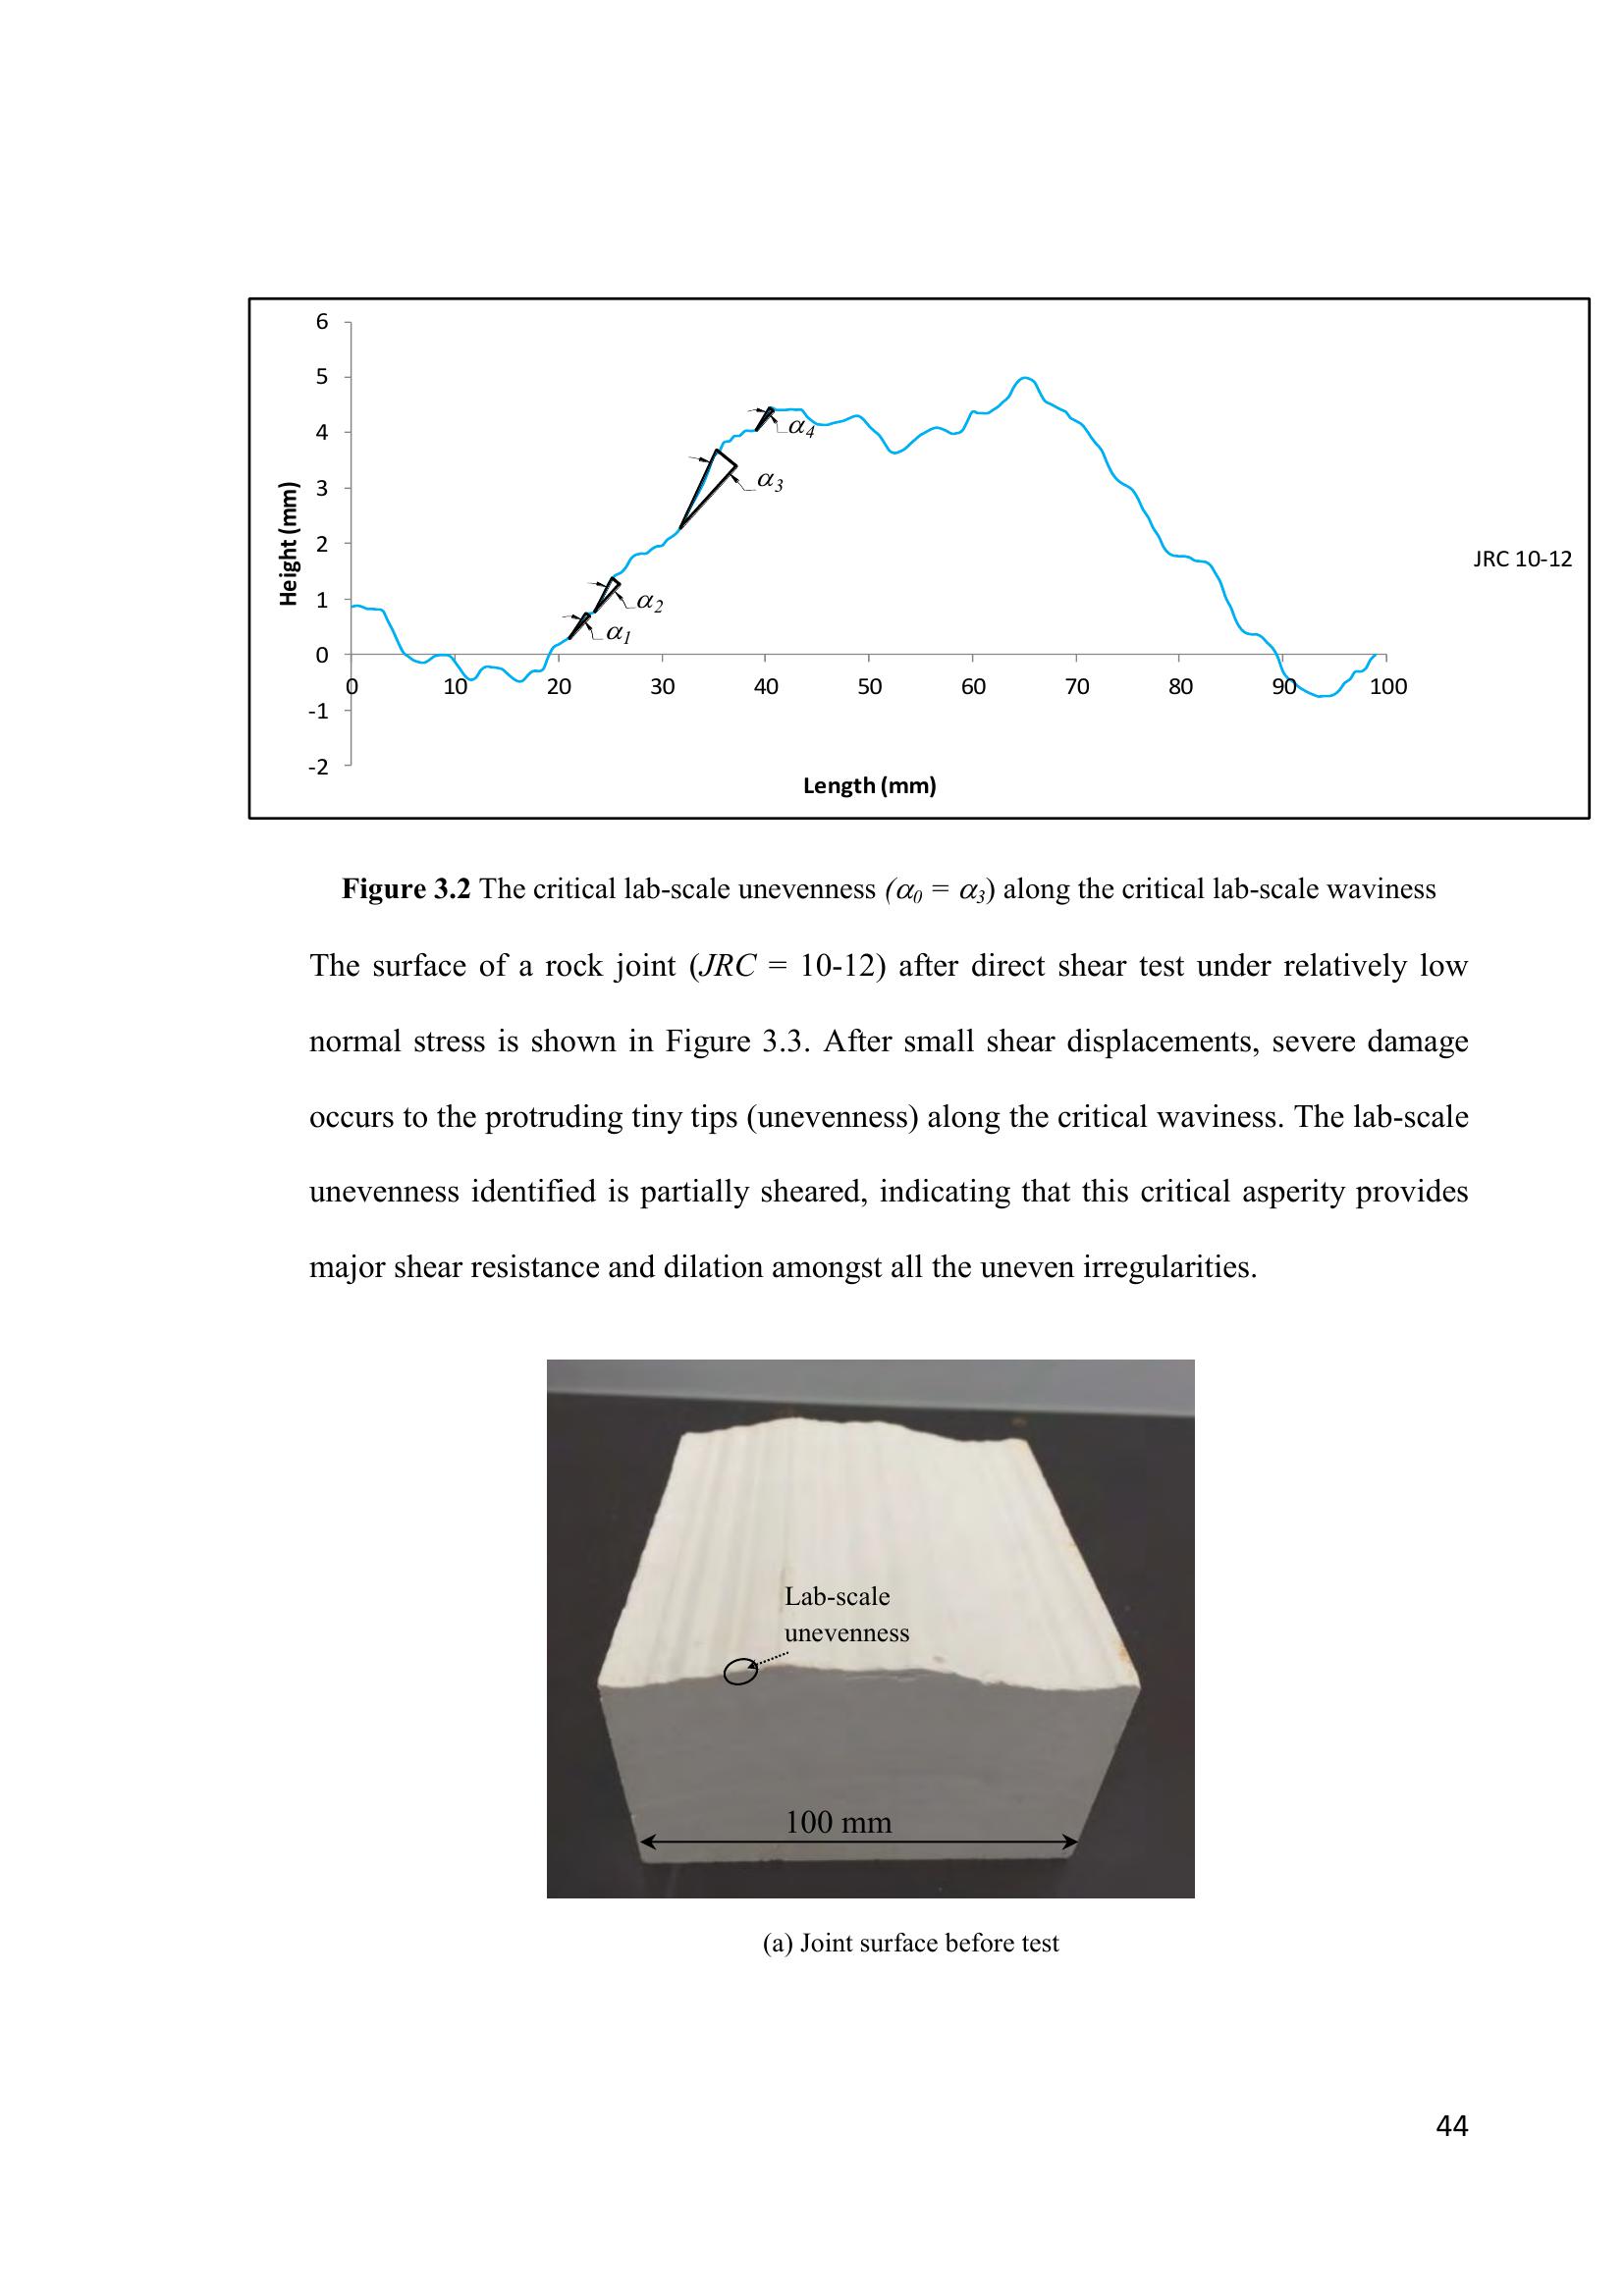 6
5
4
3
2
1
0
-1
-2
Height (mm)
0 10 20 30 40 50 60 70 80 90 100
Length (mm)
α4
α3
α2
α1
JRC 10-12
Figure 3.2 The critical lab-scale unevenness (α0 = α3) along the critical lab-scale waviness
The surface of a rock joint (JRC = 10-12) after direct shear test under relatively low
normal stress is shown in Figure 3.3. After small shear displacements, severe damage
occurs to the protruding tiny tips (unevenness) along the critical waviness. The lab-scale
unevenness identified is partially sheared, indicating that this critical asperity provides
major shear resistance and dilation amongst all the uneven irregularities.
Lab-scale
unevenness
100 mm
(a) Joint surface before test
44